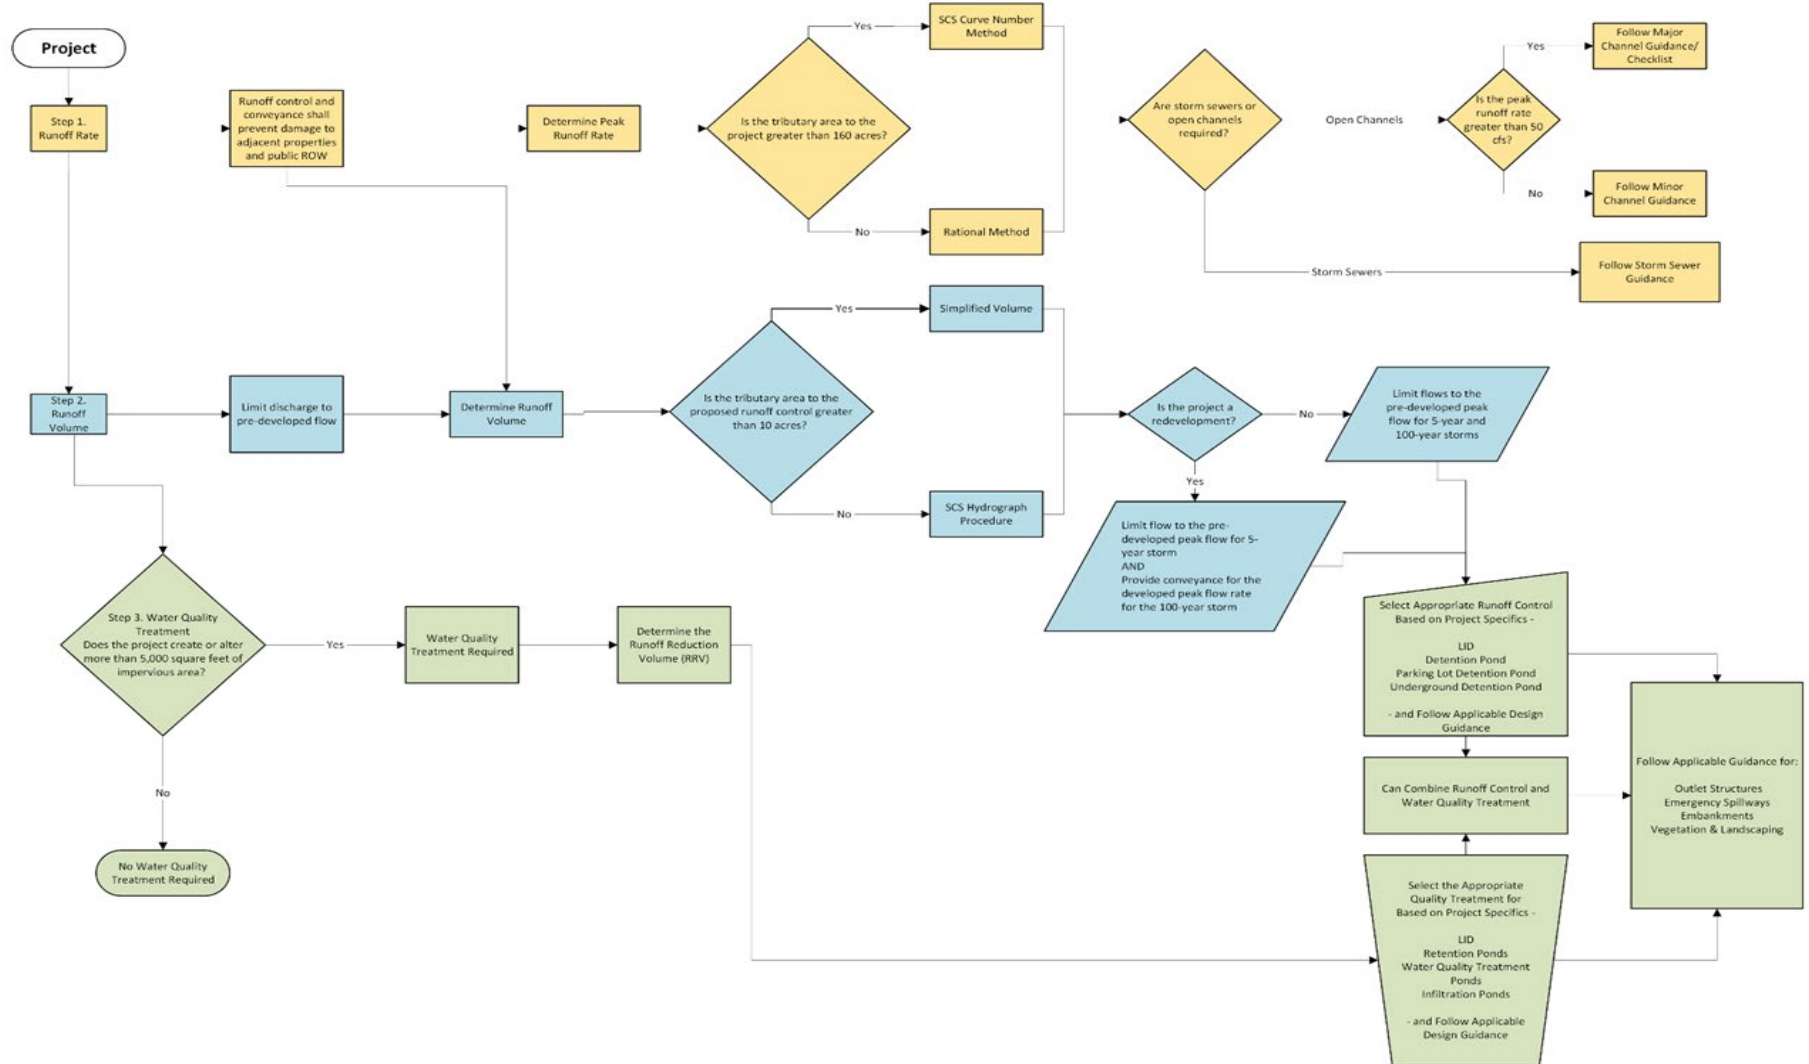 Project
Step 1.
Runoff Rate
Runoff control and
conveyance shall
prevent damage to
adjacent properties
and public ROW
Determine Peak
Runoff Rate
Is the tributary area to the
project greater than 160 acres?
Yes
SCS Curve Number
Method
No
Rational Method
Are storm sewers or
open channels
required?
Open Channels
Is the peak
runoff rate
greater than 50
cfs?
Yes
Follow Major
Channel Guidance/
Checklist
No
Follow Minor
Channel Guidance
Storm Sewers
Follow Storm Sewer
Guidance
Step 2.
Runoff
Volume
Limit discharge to
pre-developed flow
Determine Runoff
Volume
Is the tributary area to the
proposed runoff control greater
than 10 acres?
Yes
Simplified Volume
No
SCS Hydrograph
Procedure
Is the project a
redevelopment?
No
Limit flows to the
pre-developed peak
flow for 5-year and
100-year storms
Yes
Limit flow to the pre-
developed peak flow for 5-
year storm
AND
Provide conveyance for the
developed peak flow rate
for the 100-year storm
Step 3. Water Quality
Treatment
Does the project create or alter
more than 5,000 square feet of
impervious area?
Yes
Water Quality
Treatment Required
Determine the
Runoff Reduction
Volume (RRV)
No
No Water Quality
Treatment Required
Select Appropriate Runoff Control
Based on Project Specifics -
LID
Detention Pond
Parking Lot Detention Pond
Underground Detention Pond
- and Follow Applicable Design
Guidance
Can Combine Runoff Control and
Water Quality Treatment
Select the Appropriate
Quality Treatment for
Based on Project Specifics -
LID
Retention Ponds
Water Quality Treatment
Ponds
Infiltration Ponds
- and Follow Applicable
Design Guidance
Follow Applicable Guidance for:
Outlet Structures
Emergency Spillways
Embankments
Vegetation & Landscaping